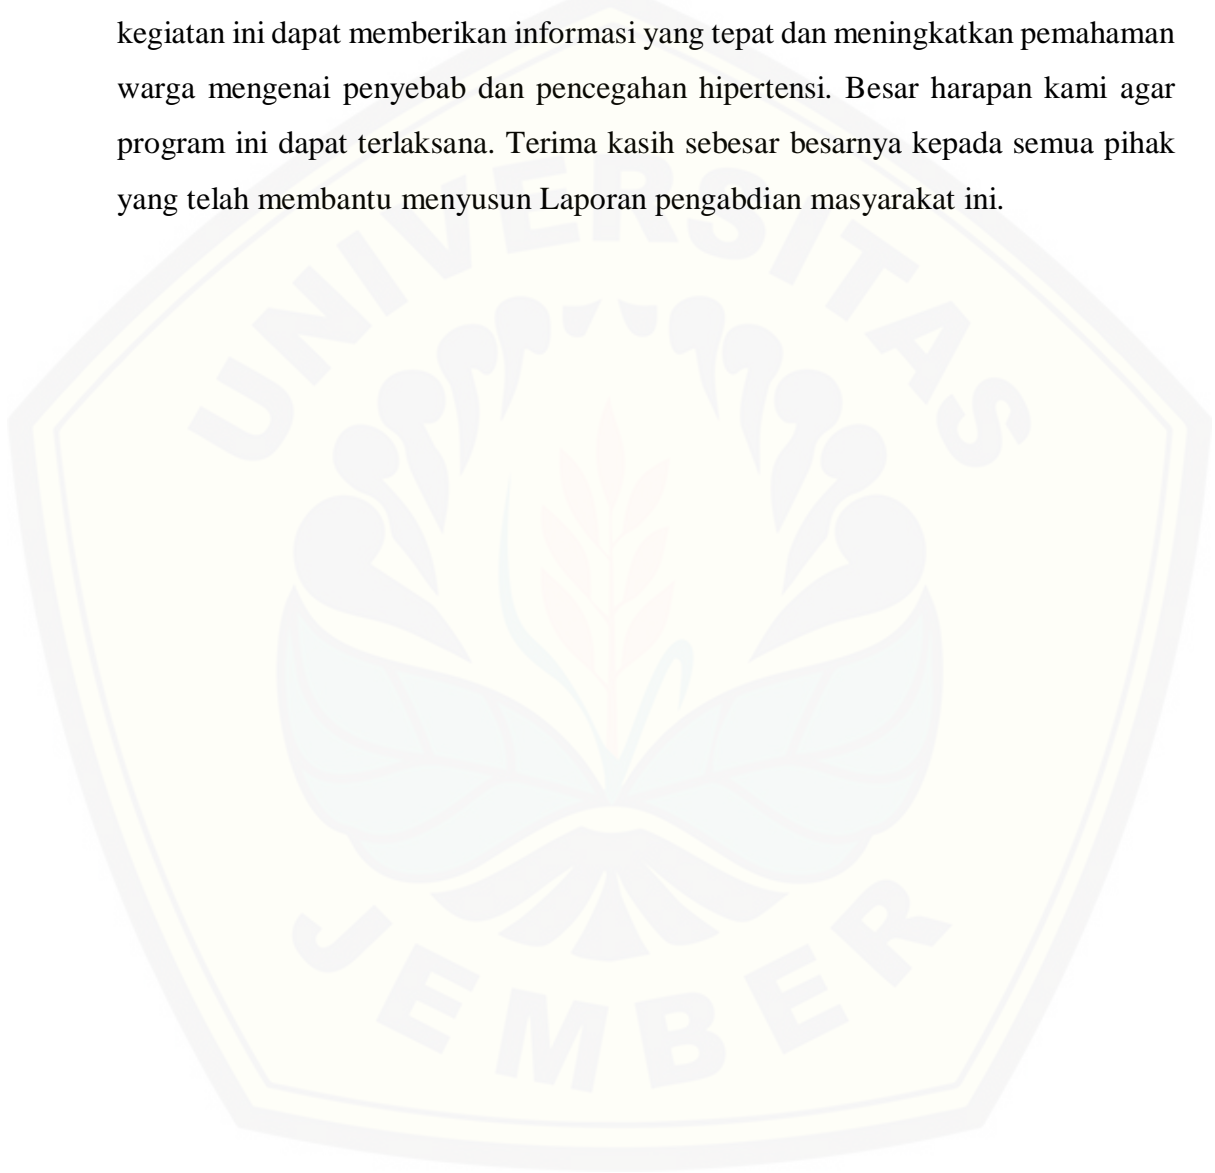 kegiatan ini dapat memberikan informasi yang tepat dan meningkatkan pemahaman
warga mengenai penyebab dan pencegahan hipertensi. Besar harapan kami agar
program ini dapat terlaksana. Terima kasih sebesar besarnya kepada semua pihak
yang telah membantu menyusun Laporan pengabdian masyarakat ini.
UNIVERSITAS
JEMBER